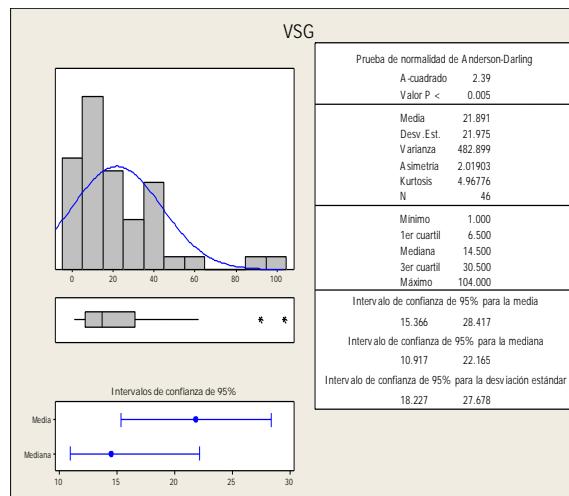 VSG
Prueba de normalidad de Anderson-Darling
A-cuadrado 2.39
Valor P < 0.005
Media 21.891
Desv.Est. 21.975
Varianza 482.899
Asimetría 2.01903
Kurtosis 4.96776
N 46
Mínimo 1.000
1er cuartil 6.500
Mediana 14.500
3er cuartil 30.500
Máximo 104.000
Intervalo de confianza de 95% para la media
15.366 28.417
Intervalo de confianza de 95% para la mediana
10.917 22.165
Intervalo de confianza de 95% para la desviación estándar
18.227 27.678
0 20 40 60 80 100
Intervalos de confianza de 95%
Media
Mediana
10 15 20 25 30